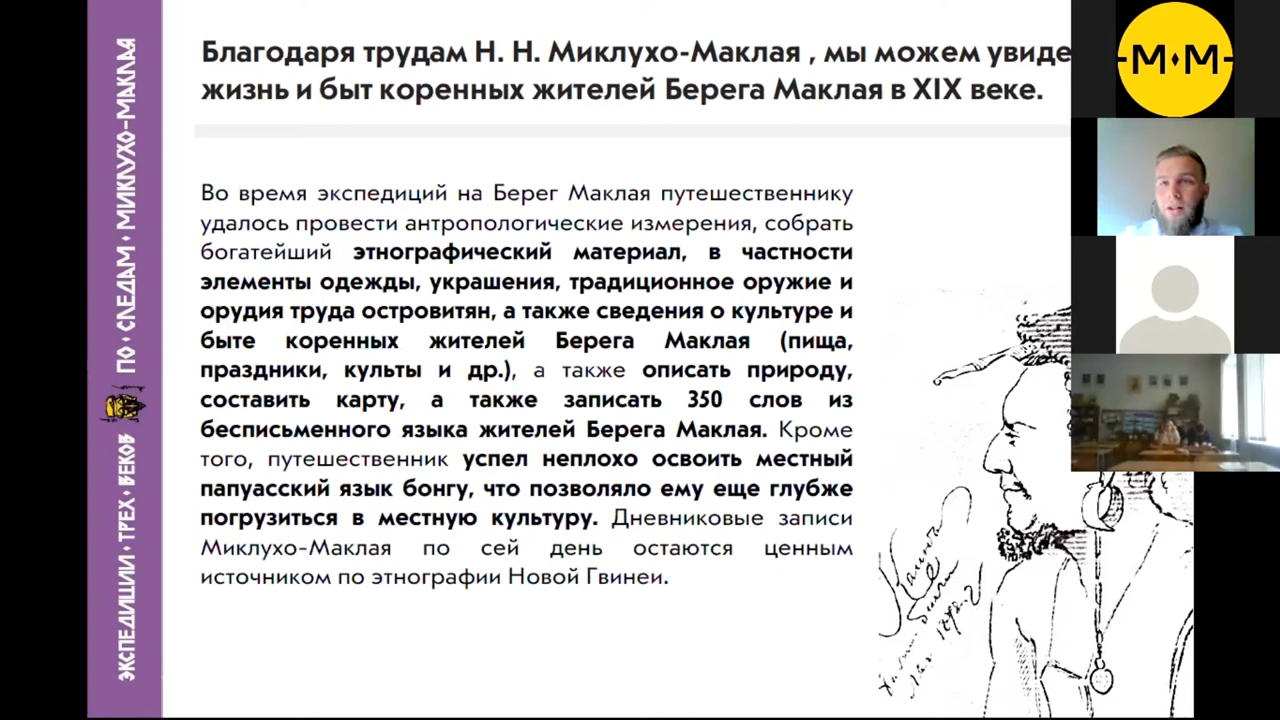 Благодаря трудам Н. Н. Миклухо-Маклая , мы можем увиде
жизнь и быт коренных жителей Берега Маклая в XIX веке.
Во время экспедиций на Берег Маклая путешественнику
удалось провести антропологические измерения, собрать
богатейший этнографический материал, в частности
элементы одежды, украшения, традиционное оружие и
орудия труда островитян, а также сведения о культуре и
быте коренных жителей Берега Маклая (пища,
праздники, культы и др.), а также описать природу,
составить карту, а также записать 350 слов из
бесписьменного языка жителей Берега Маклая. Кроме
того, путешественник успел неплохо освоить местный
папуасский язык бонгу, что позволяло ему еще глубже
погрузиться в местную культуру. Дневниковые записи
Миклухо-Маклая по сей день остаются ценным
источником по этнографии Новой Гвинеи.
ЭКСПЕДИЦИИ·ТРЕХ·ВЕКОВ
ПО·СЛЕДАМ·МИКЛУХО-МАКЛАЯ
-М·М-